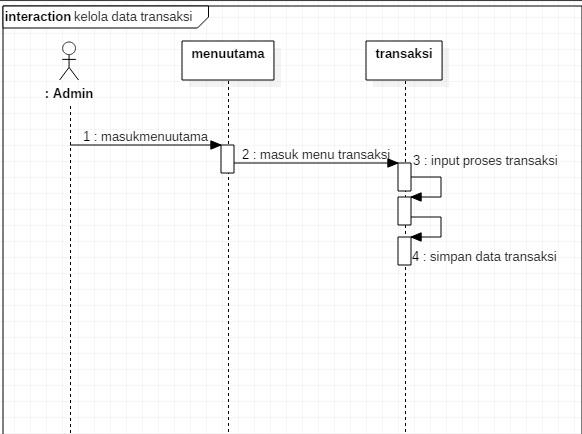 interaction kelola data transaksi
menuutama
transaksi
: Admin
1 : masukmenuutama
2 : masuk menu transaksi
3 : input proses transaksi
4 : simpan data transaksi